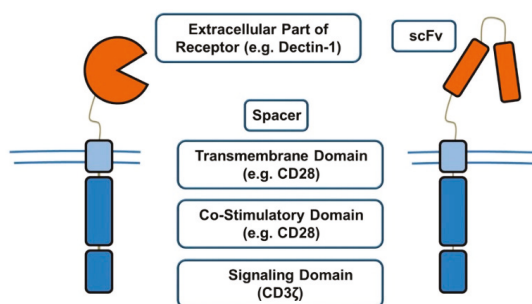 Extracellular Part of
Receptor (e.g. Dectin-1)
scFv
Spacer
Transmembrane Domain
(e.g. CD28)
Co-Stimulatory Domain
(e.g. CD28)
Signaling Domain
(CD3ζ)